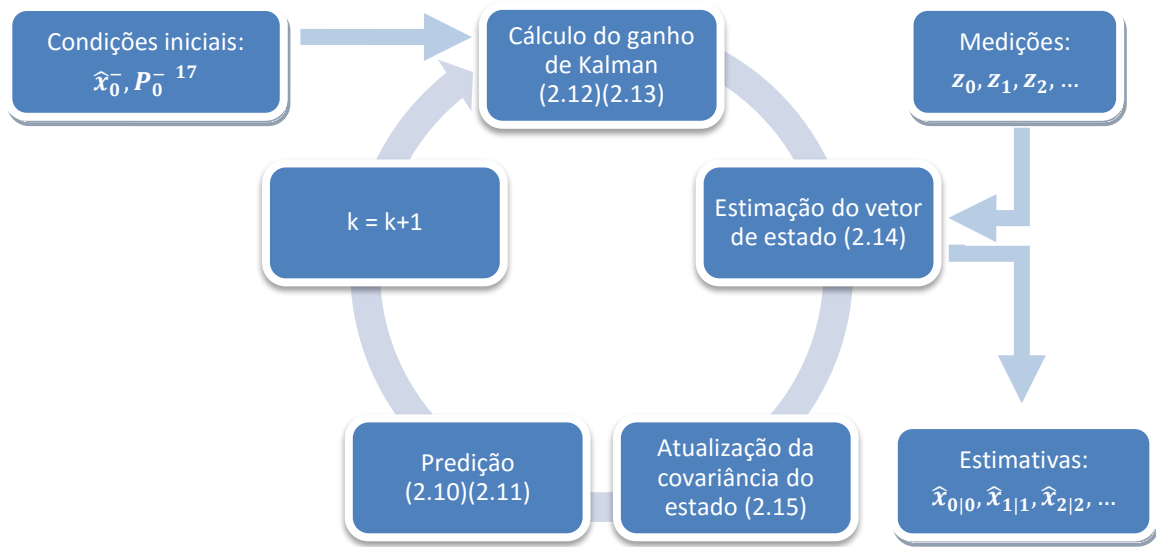 Condições iniciais:
x̂₀⁻, P₀⁻ ¹⁷
Cálculo do ganho
de Kalman
(2.12)(2.13)
Medições:
z₀, z₁, z₂, ...
k = k+1
Estimação do vetor
de estado (2.14)
Predição
(2.10)(2.11)
Atualização da
covariância do
estado (2.15)
Estimativas:
x̂₀|₀, x̂₁|₁, x̂₂|₂, ...